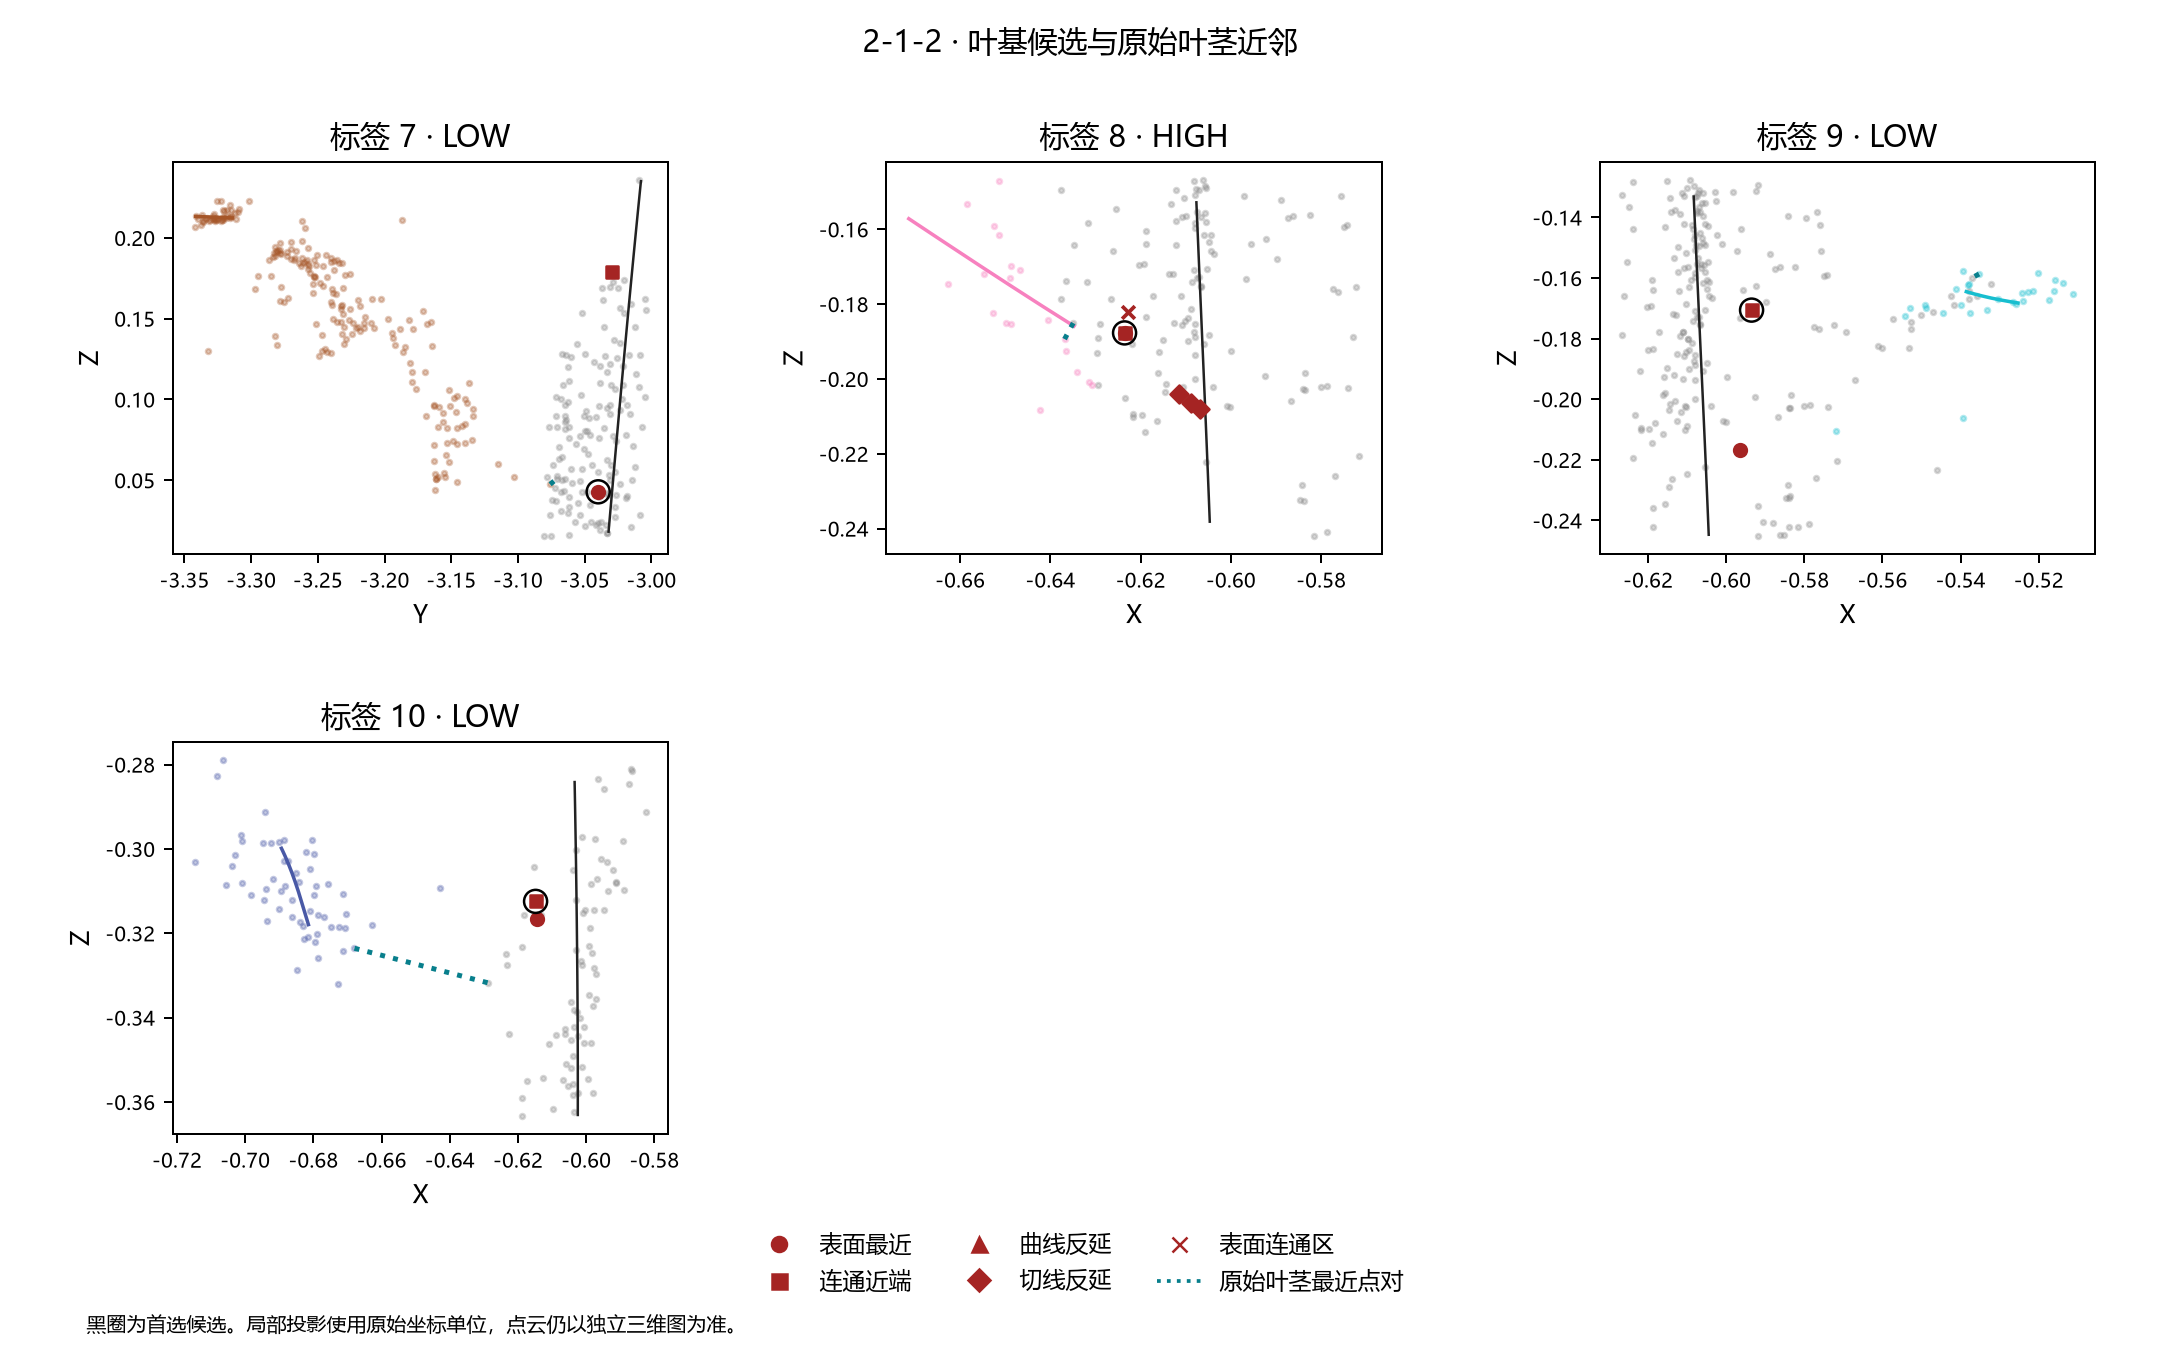 2-1-2 · 叶基候选与原始叶茎近邻
标签 7 · LOW
标签 8 · HIGH
标签 9 · LOW
0.20
0.15
0.10
0.05
Z
-3.35 -3.30 -3.25 -3.20 -3.15 -3.10 -3.05 -3.00
Y
-0.16
-0.18
-0.20
-0.22
-0.24
Z
-0.66 -0.64 -0.62 -0.60 -0.58
X
-0.14
-0.16
-0.18
-0.20
-0.22
-0.24
Z
-0.62 -0.60 -0.58 -0.56 -0.54 -0.52
X
标签 10 · LOW
-0.28
-0.30
-0.32
-0.34
-0.36
Z
-0.72 -0.70 -0.68 -0.66 -0.64 -0.62 -0.60 -0.58
X
表面最近 曲线反延 表面连通区
连通近端 切线反延 原始叶茎最近点对
黑圈为首选候选。局部投影使用原始坐标单位，点云仍以独立三维图为准。